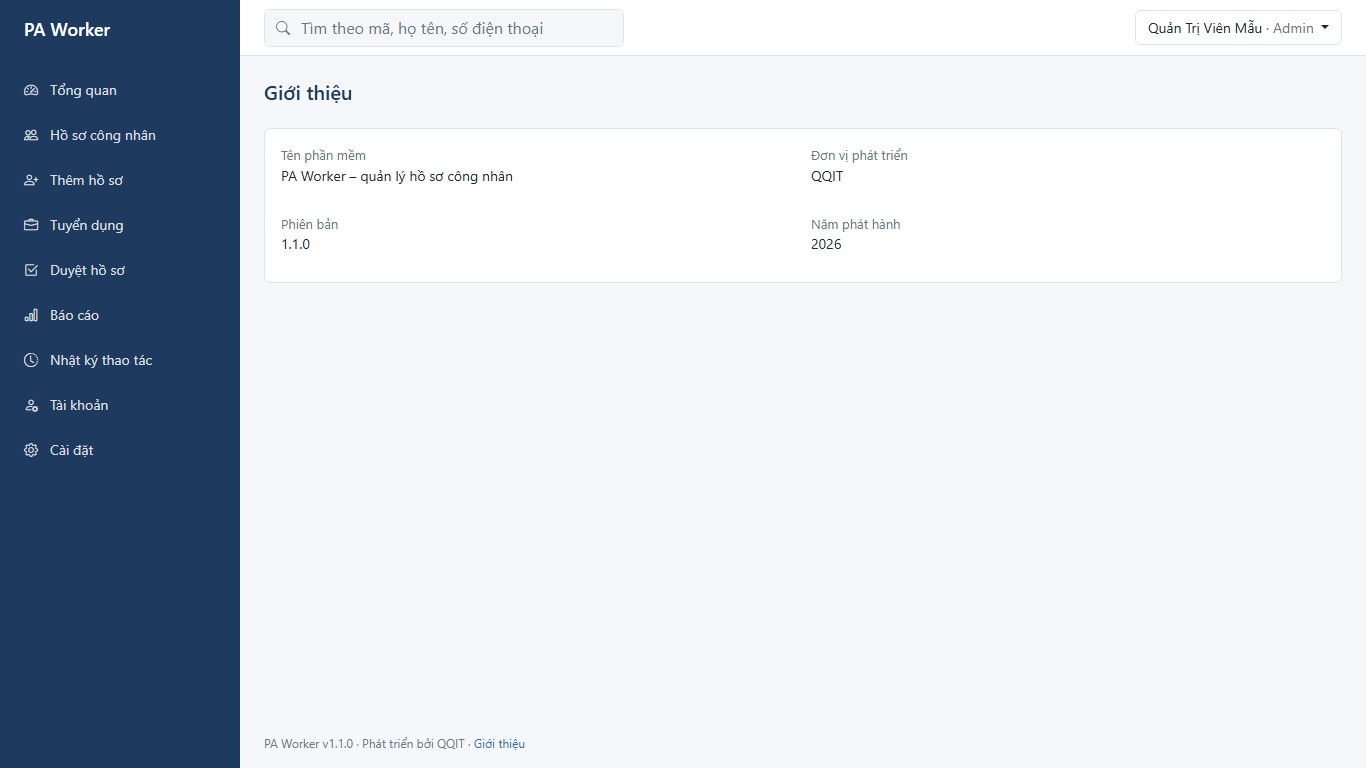 PA Worker
Tìm theo mã, họ tên, số điện thoại
Quản Trị Viên Mẫu · Admin
Tổng quan
Hồ sơ công nhân
Thêm hồ sơ
Tuyển dụng
Duyệt hồ sơ
Báo cáo
Nhật ký thao tác
Tài khoản
Cài đặt
Giới thiệu
Tên phần mềm
PA Worker – quản lý hồ sơ công nhân
Đơn vị phát triển
QQIT
Phiên bản
1.1.0
Năm phát hành
2026
PA Worker v1.1.0 · Phát triển bởi QQIT · Giới thiệu